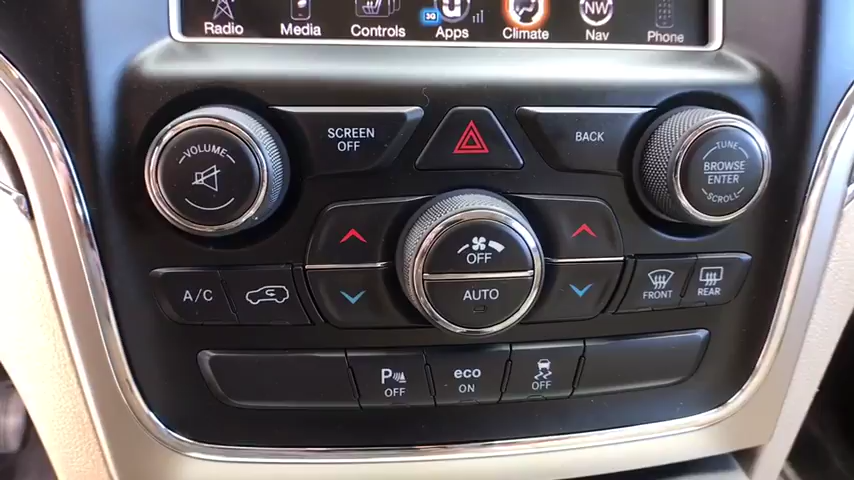 Radio
Media
Controls
Apps
Climate
NW
Nav
Phone
3G
VOLUME
SCREEN
OFF
BACK
TUNE
BROWSE
ENTER
SCROLL
OFF
AUTO
A/C
FRONT
REAR
P
OFF
eco
ON
OFF